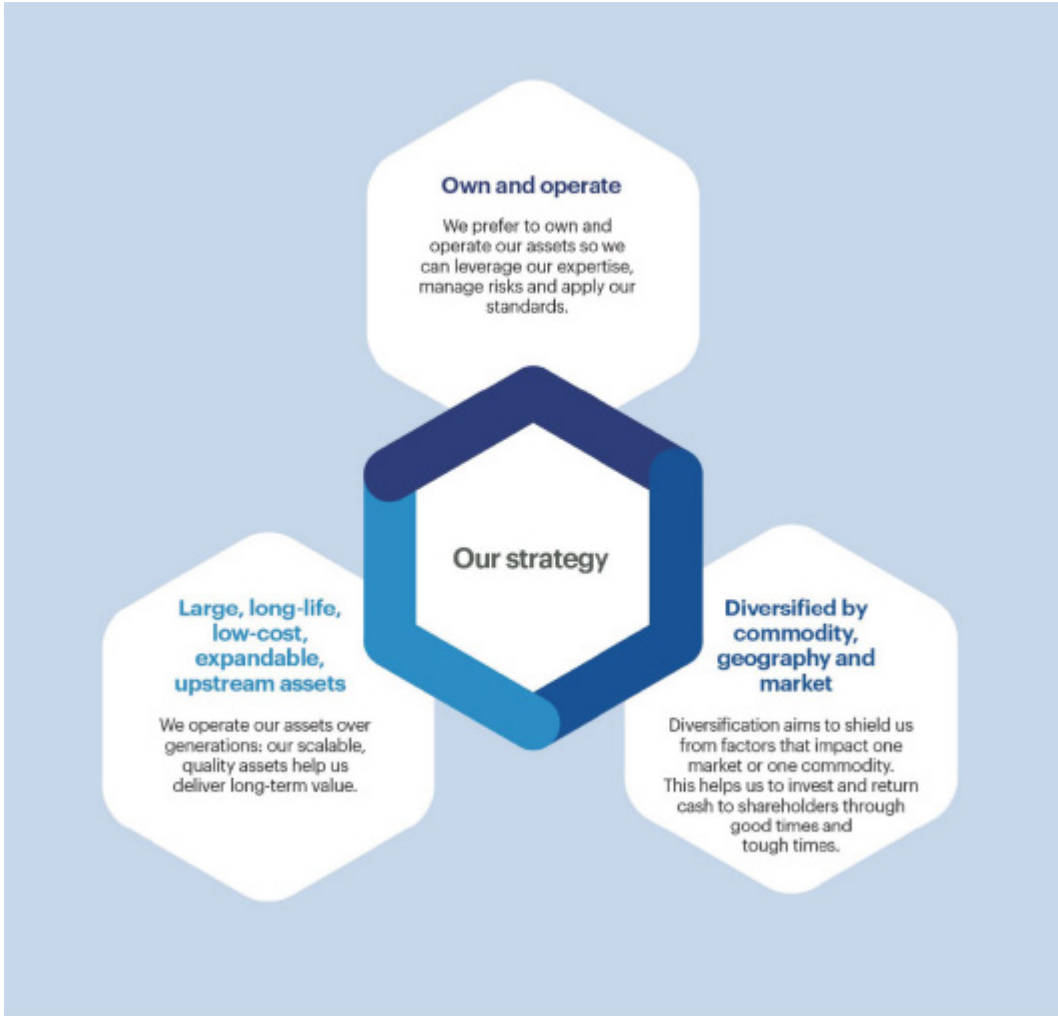 Own and operate
We prefer to own and
operate our assets so we
can leverage our expertise,
manage risks and apply our
standards.
Our strategy
Large, long-life,
low-cost,
expandable,
upstream assets
We operate our assets over
generations: our scalable,
quality assets help us
deliver long-term value.
Diversified by
commodity,
geography and
market
Diversification aims to shield us
from factors that impact one
market or one commodity.
This helps us to invest and return
cash to shareholders through
good times and
tough times.